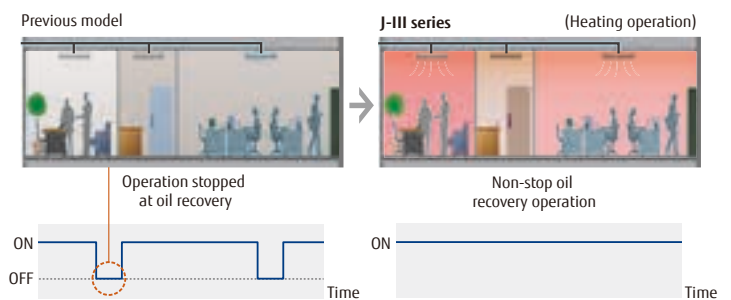 Previous model
J-III series
(Heating operation)
Operation stopped
at oil recovery
Non-stop oil
recovery operation
ON
OFF
Time
ON
Time